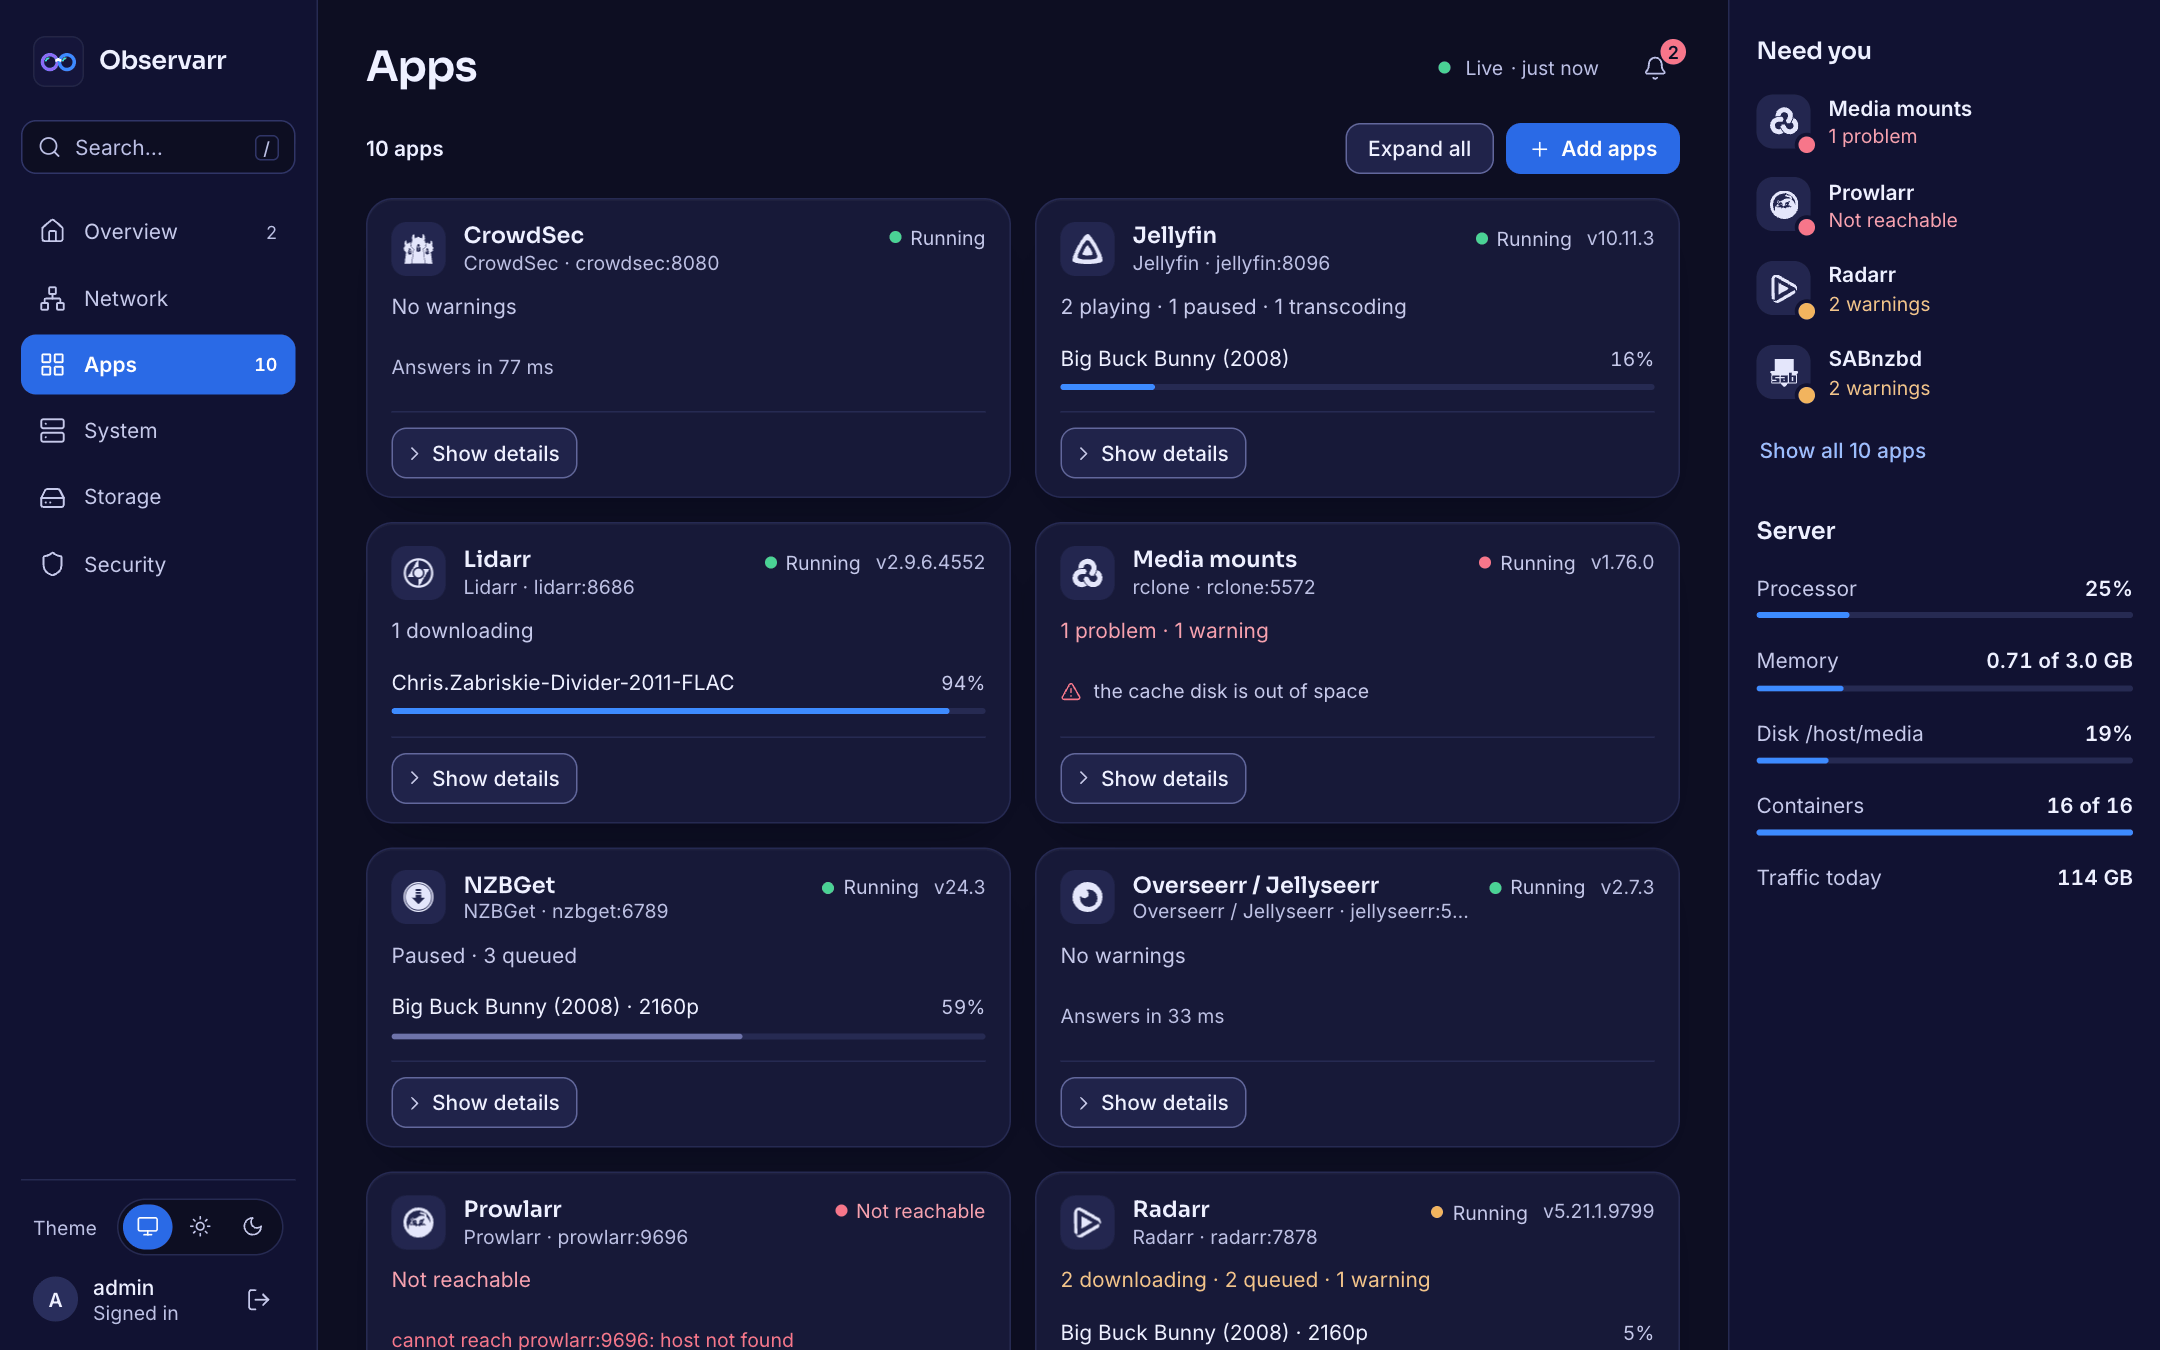 Observarr
Search...
/
Overview
2
Network
Apps
10
System
Storage
Security
Theme
A
admin
Signed in
Apps
Live · just now
2
10 apps
Expand all
Add apps
CrowdSec
Running
CrowdSec · crowdsec:8080
No warnings
Answers in 77 ms
Show details
Jellyfin
Running v10.11.3
Jellyfin · jellyfin:8096
2 playing · 1 paused · 1 transcoding
Big Buck Bunny (2008)
16%
Show details
Lidarr
Running v2.9.6.4552
Lidarr · lidarr:8686
1 downloading
Chris.Zabriskie-Divider-2011-FLAC
94%
Show details
Media mounts
Running v1.76.0
rclone · rclone:5572
1 problem · 1 warning
the cache disk is out of space
Show details
NZBGet
Running v24.3
NZBGet · nzbget:6789
Paused · 3 queued
Big Buck Bunny (2008) · 2160p
59%
Show details
Overseerr / Jellyseerr
Running v2.7.3
Overseerr / Jellyseerr · jellyseerr:5...
No warnings
Answers in 33 ms
Show details
Prowlarr
Not reachable
Prowlarr · prowlarr:9696
Not reachable
cannot reach prowlarr:9696: host not found
Radarr
Running v5.21.1.9799
Radarr · radarr:7878
2 downloading · 2 queued · 1 warning
Big Buck Bunny (2008) · 2160p
5%
Need you
Media mounts
1 problem
Prowlarr
Not reachable
Radarr
2 warnings
sab
SABnzbd
2 warnings
Show all 10 apps
Server
Processor
25%
Memory
0.71 of 3.0 GB
Disk /host/media
19%
Containers
16 of 16
Traffic today
114 GB